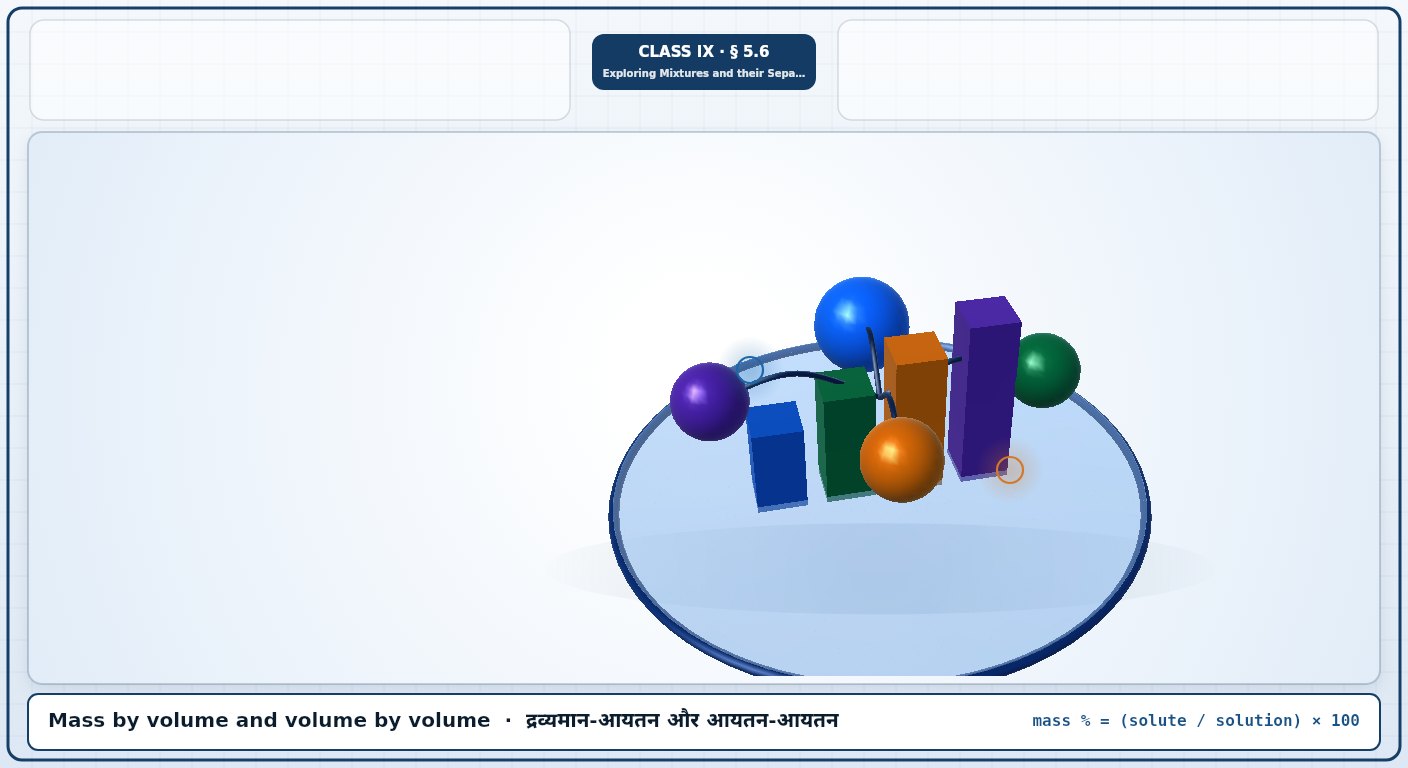 CLASS IX · § 5.6
Exploring Mixtures and their Sepa...
Mass by volume and volume by volume · द्रव्यमान-आयतन और आयतन-आयतन
mass % = (solute / solution) × 100